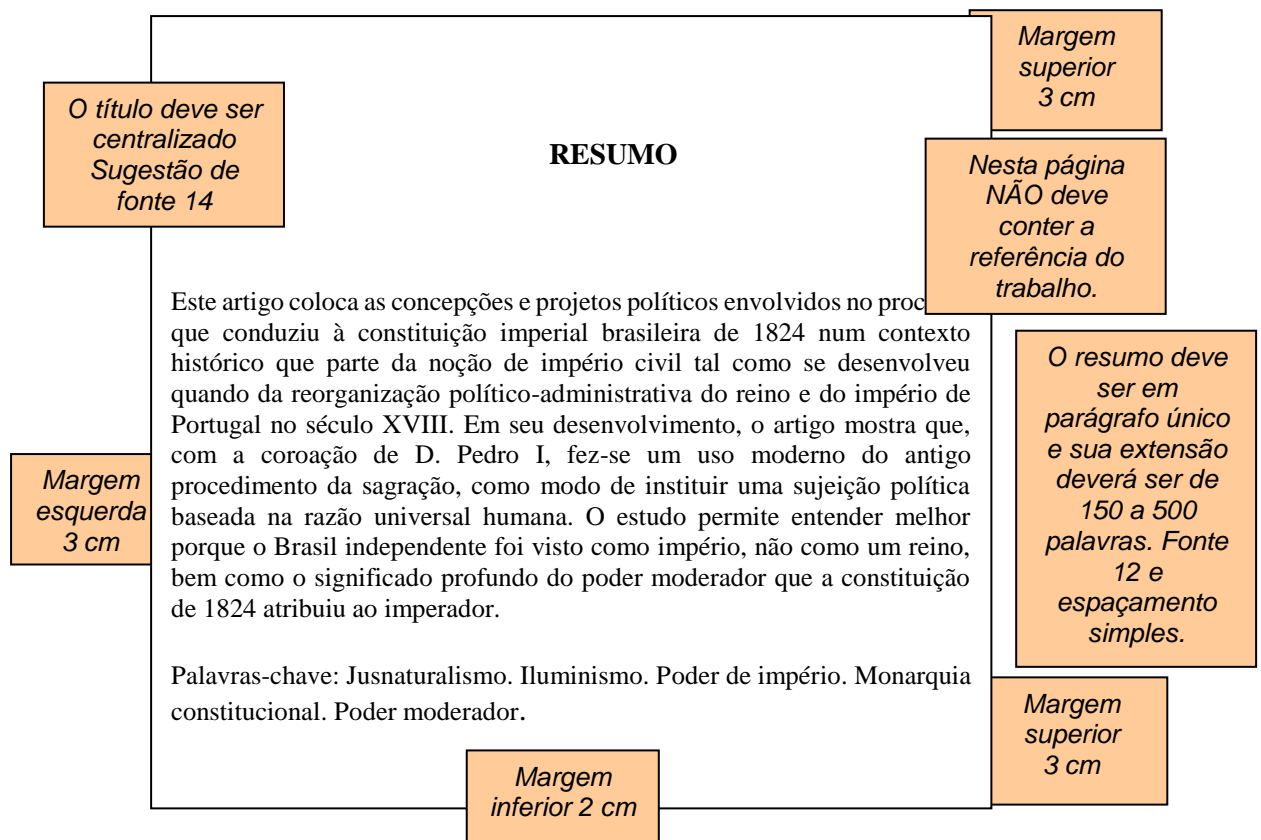 Margem
superior
3 cm
O título deve ser
centralizado
Sugestão de
fonte 14
RESUMO
Nesta página
NÃO deve
conter a
referência do
trabalho.
Este artigo coloca as concepções e projetos políticos envolvidos no
que conduziu à constituição imperial brasileira de 1824 num contexto
histórico que parte da noção de império civil tal como se desenvolveu
quando da reorganização político-administrativa do reino e do império de
Portugal no século XVIII. Em seu desenvolvimento, o artigo mostra que,
com a coroação de D. Pedro I, fez-se um uso moderno do antigo
procedimento da sagração, como modo de instituir uma sujeição política
baseada na razão universal humana. O estudo permite entender melhor
porque o Brasil independente foi visto como império, não como um reino,
bem como o significado profundo do poder moderador que a constituição
de 1824 atribuiu ao imperador.
O resumo deve
ser em
parágrafo único
e sua extensão
deverá ser de
150 a 500
palavras. Fonte
12 e
espaçamento
simples.
Margem
esquerda
3 cm
Palavras-chave: Jusnaturalismo. Iluminismo. Poder de império. Monarquia
constitucional. Poder moderador.
Margem
superior
3 cm
Margem
inferior 2 cm